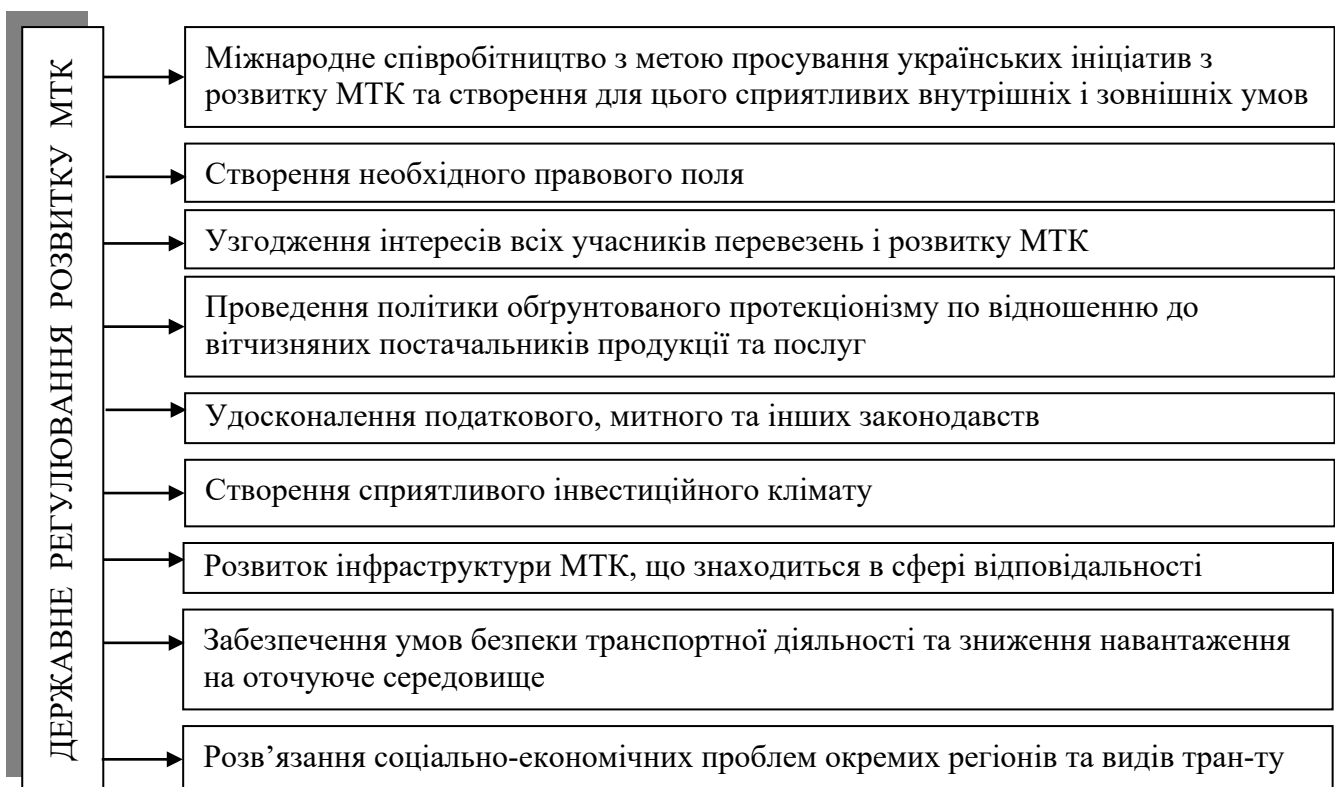 ДЕРЖАВНЕ РЕГУЛЮВАННЯ РОЗВИТКУ МТК
Міжнародне співробітництво з метою просування українських ініціатив з
розвитку МТК та створення для цього сприятливих внутрішніх і зовнішніх умов
Створення необхідного правового поля
Узгодження інтересів всіх учасників перевезень і розвитку МТК
Проведення політики обґрунтованого протекціонізму по відношенню до
вітчизняних постачальників продукції та послуг
Удосконалення податкового, митного та інших законодавств
Створення сприятливого інвестиційного клімату
Розвиток інфраструктури МТК, що знаходиться в сфері відповідальності
Забезпечення умов безпеки транспортної діяльності та зниження навантаження
на оточуюче середовище
Розв’язання соціально-економічних проблем окремих регіонів та видів тран-ту